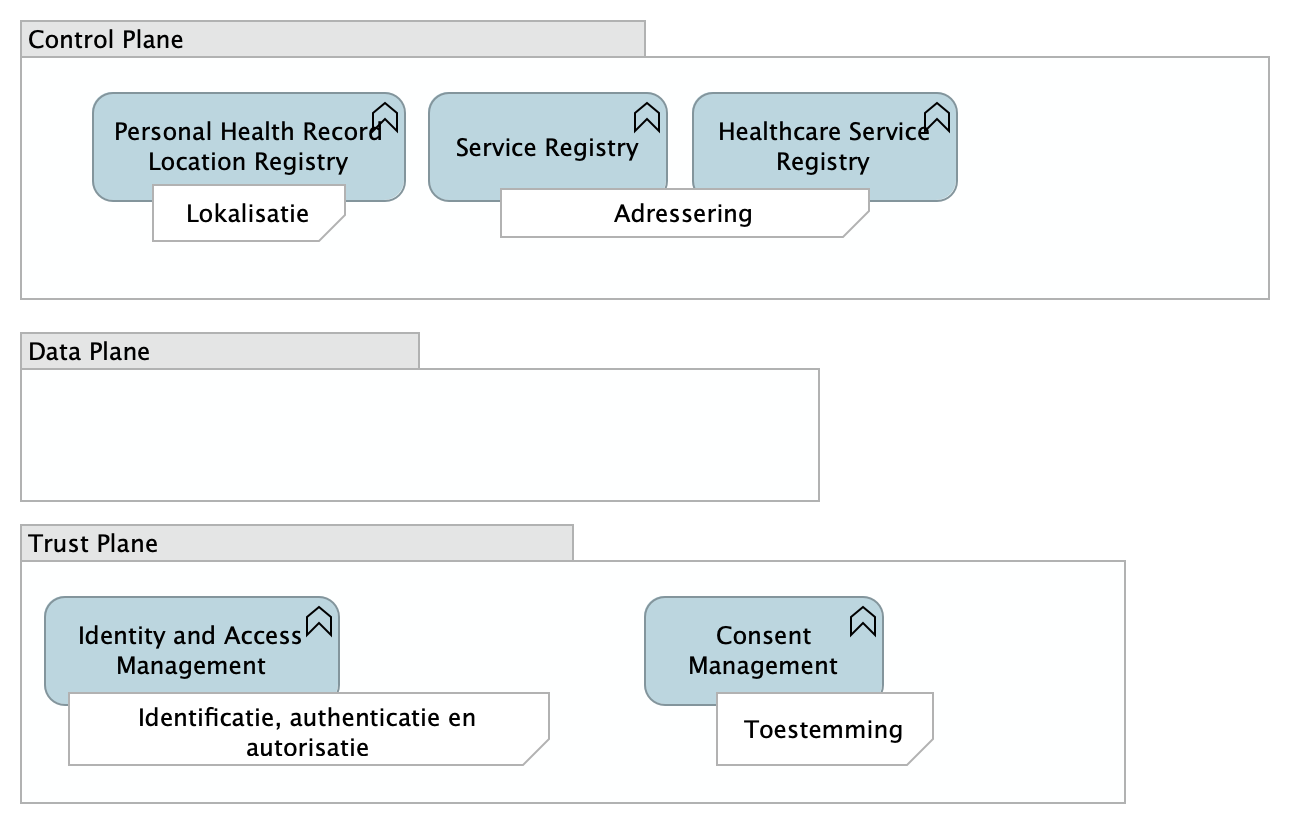 Control Plane
Personal Health Record
Location Registry
Service Registry
Healthcare Service
Registry
Lokalisatie
Adressering
Data Plane
Trust Plane
Identity and Access
Management
Consent
Management
Identificatie, authenticatie en
autorisatie
Toestemming